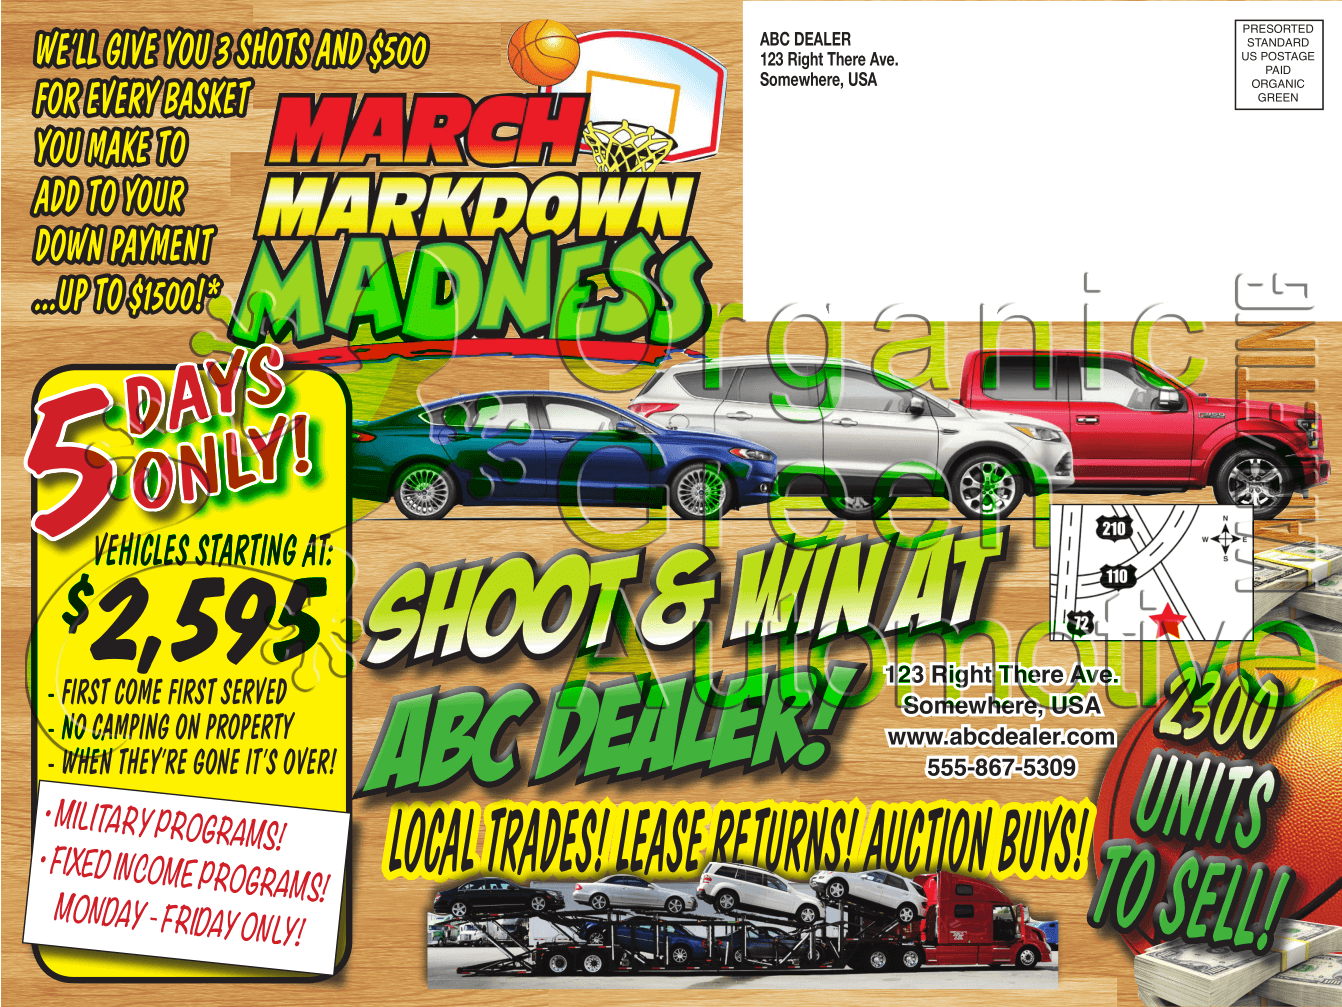 WE'LL GIVE YOU 3 SHOTS AND $500
FOR EVERY BASKET
YOU MAKE TO
ADD TO YOUR
DOWN PAYMENT
...UP TO $1500!*
MARCH
MARKDOWN
MADNESS
ABC DEALER
123 Right There Ave.
Somewhere, USA
PRESORTED
STANDARD
US POSTAGE
PAID
ORGANIC
GREEN
5 DAYS
ONLY!
VEHICLES STARTING AT:
$2,595
- FIRST COME FIRST SERVED
- NO CAMPING ON PROPERTY
- WHEN THEY'RE GONE IT'S OVER!
• MILITARY PROGRAMS!
• FIXED INCOME PROGRAMS!
MONDAY - FRIDAY ONLY!
SHOOT & WIN AT
ABC DEALER!
210
110
72
N
W E
S
123 Right There Ave.
Somewhere, USA
www.abcdealer.com
555-867-5309
LOCAL TRADES! LEASE RETURNS! AUCTION BUYS!
2300
UNITS
TO SELL!
Organic
Green
Automotive
MARKETING